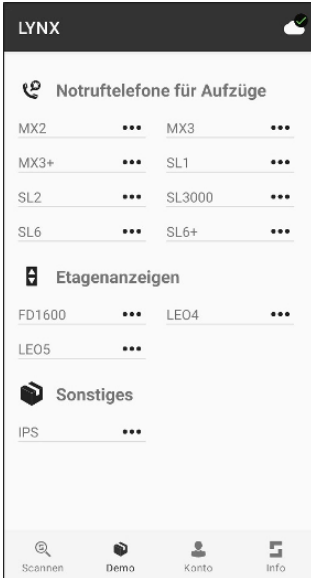 LYNX
Notruftelefone für Aufzüge
MX2 ••• MX3 •••
MX3+ ••• SL1 •••
SL2 ••• SL3000 •••
SL6 ••• SL6+ •••
Etagenanzeigen
FD1600 ••• LEO4 •••
LEO5 •••
Sonstiges
IPS •••
Scannen Demo Konto Info